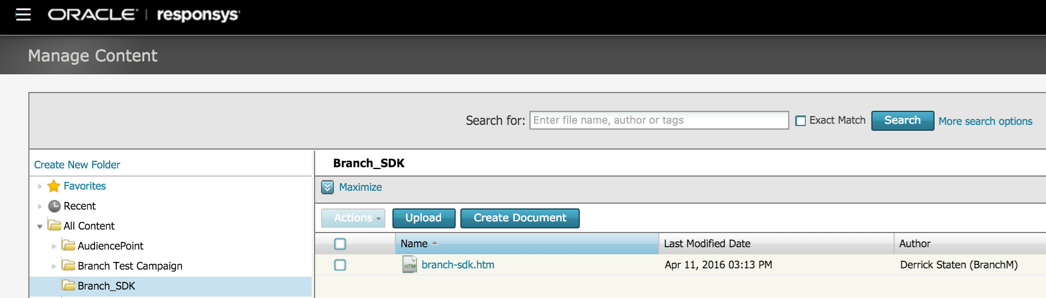 ORACLE® | responsys®
Manage Content
Search for: Enter file name, author or tags Exact Match Search More search options
Create New Folder
Favorites
Recent
All Content
AudiencePoint
Branch Test Campaign
Branch_SDK
Branch_SDK
Maximize
Actions Upload Create Document
Name Last Modified Date Author
branch-sdk.htm Apr 11, 2016 03:13 PM Derrick Staten (BranchM)